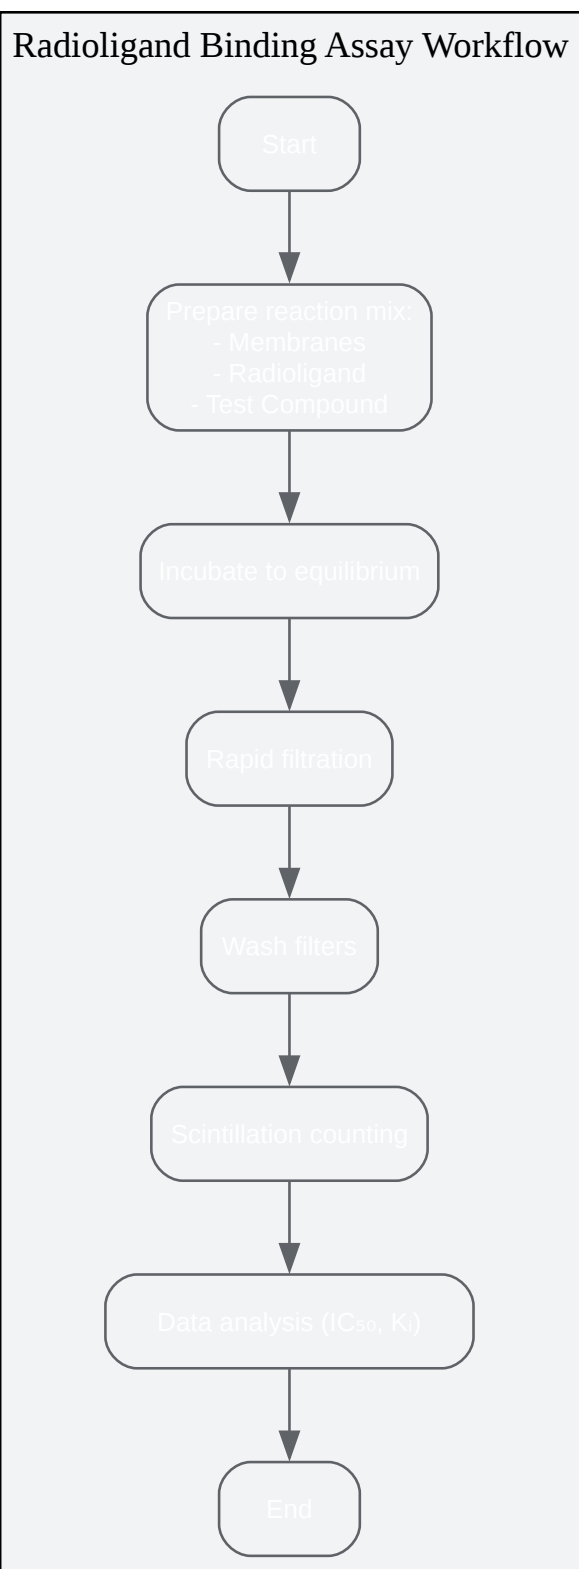 Radioligand Binding Assay Workflow
Start
Prepare reaction mix:
- Membranes
- Radioligand
- Test Compound
Incubate to equilibrium
Rapid filtration
Wash filters
Scintillation counting
Data analysis (IC₅₀, Kᵢ)
End